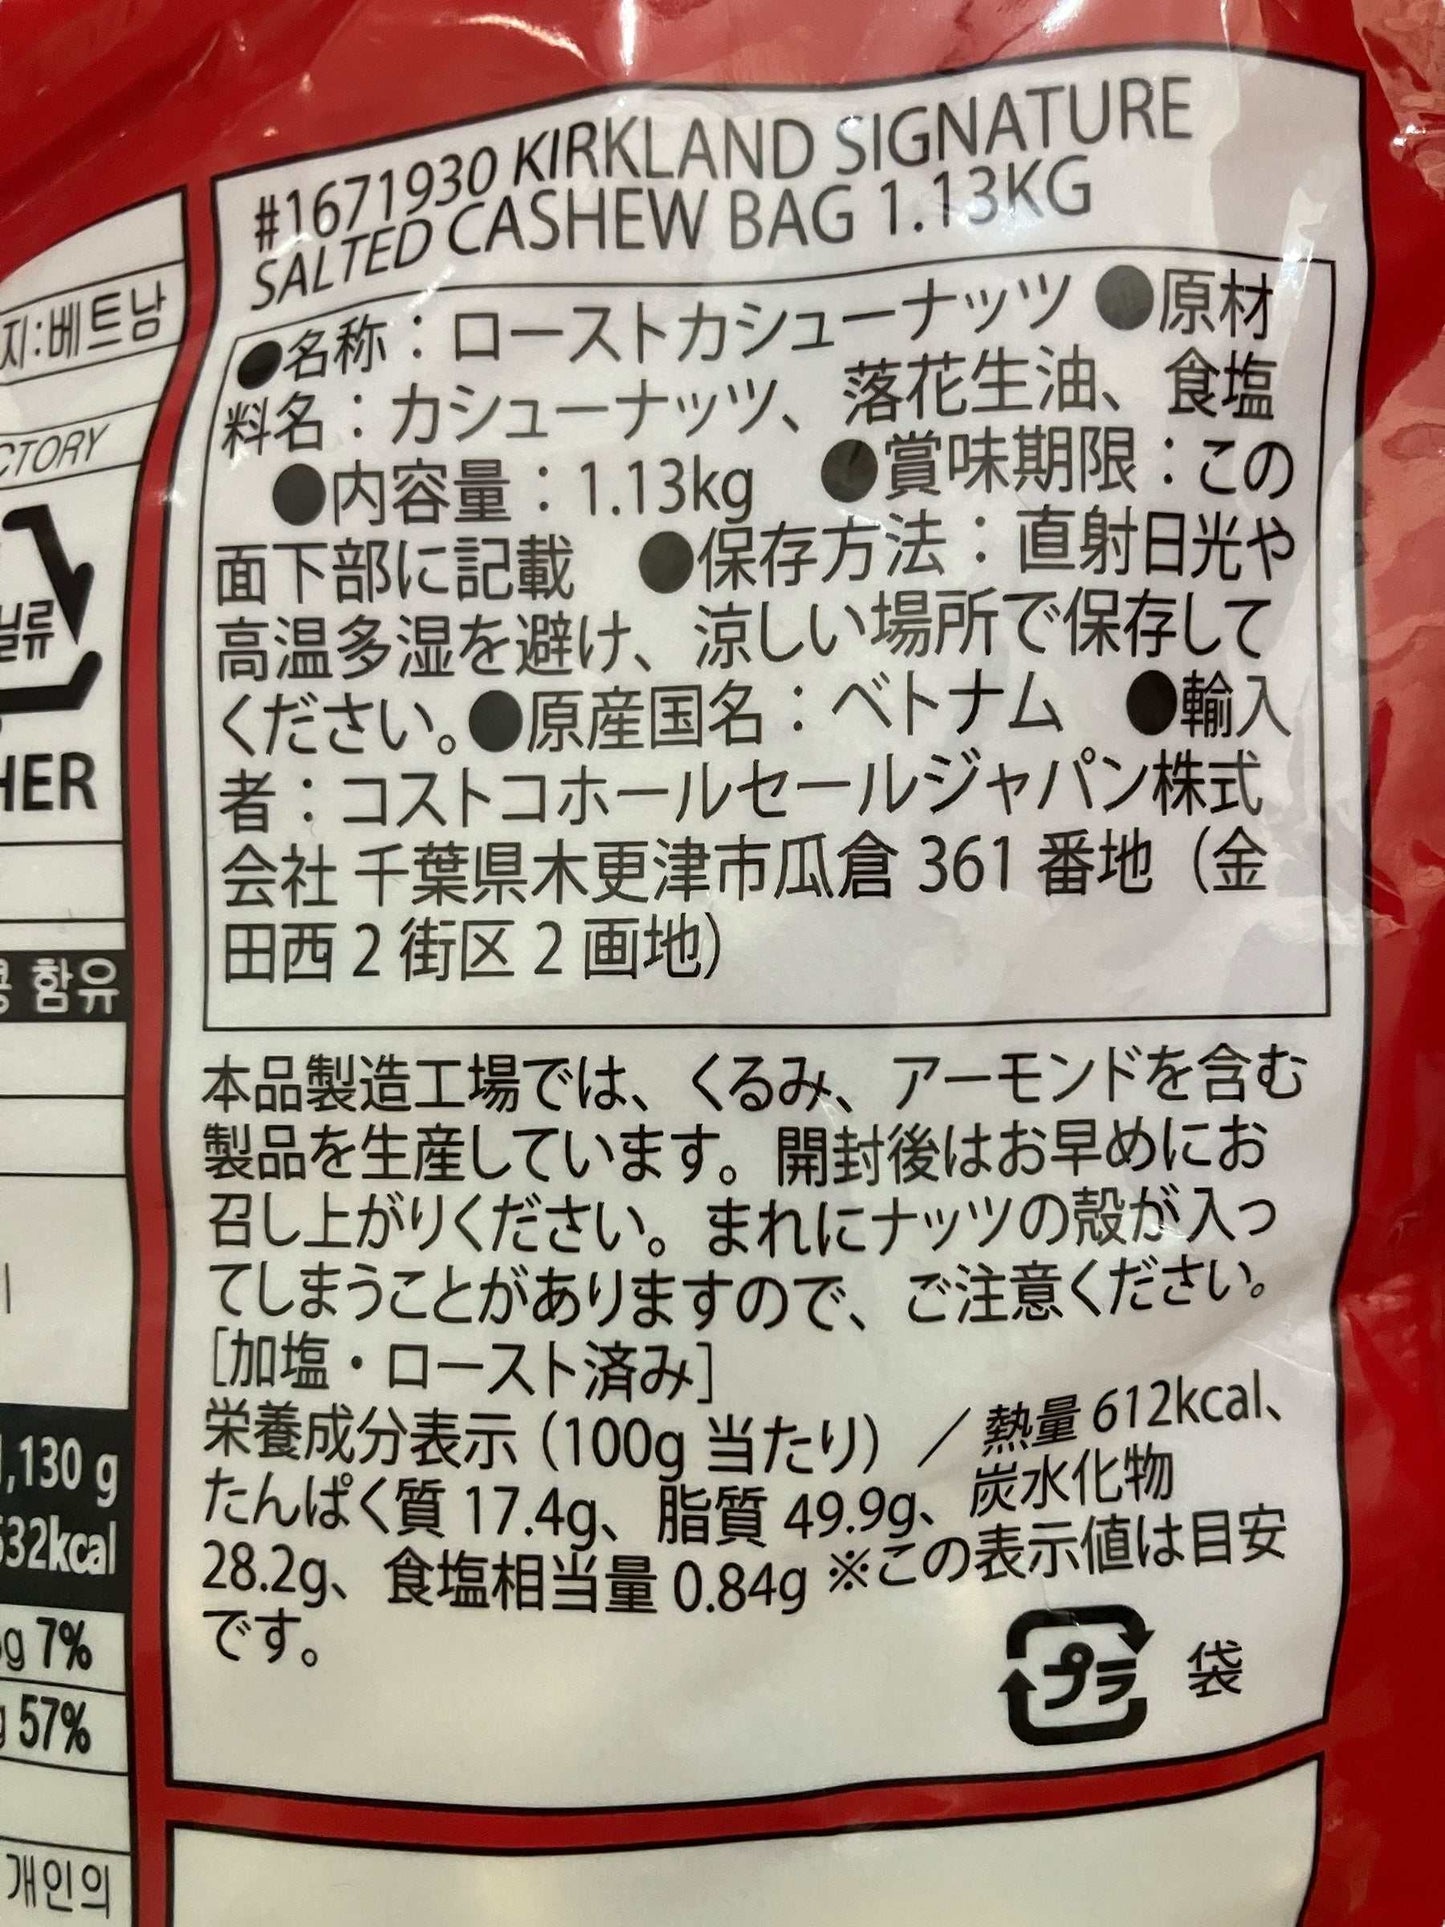 #1671930 KIRKLAND SIGNATURE
SALTED CASHEW BAG 1.13KG
●名称：ローストカシューナッツ ●原材
料名：カシューナッツ、落花生油、食塩
●内容量：1.13kg ●賞味期限：この
面下部に記載 ●保存方法：直射日光や
高温多湿を避け、涼しい場所で保存して
ください。●原産国名：ベトナム ●輸入
者：コストコホールセールジャパン株式
会社 千葉県木更津市瓜倉 361 番地（金
田西 2 街区 2 画地）
本品製造工場では、くるみ、アーモンドを含む
製品を生産しています。開封後はお早めにお
召し上がりください。まれにナッツの殻が入っ
てしまうことがありますので、ご注意ください。
［加塩・ロースト済み］
栄養成分表示（100g 当たり）／熱量 612kcal、
たんぱく質 17.4g、脂質 49.9g、炭水化物
28.2g、食塩相当量 0.84g ※この表示値は目安
です。
プラ 袋
지:베트남
CTORY
HER
함유
,130 g
632kcal
g 7%
57%
개인의